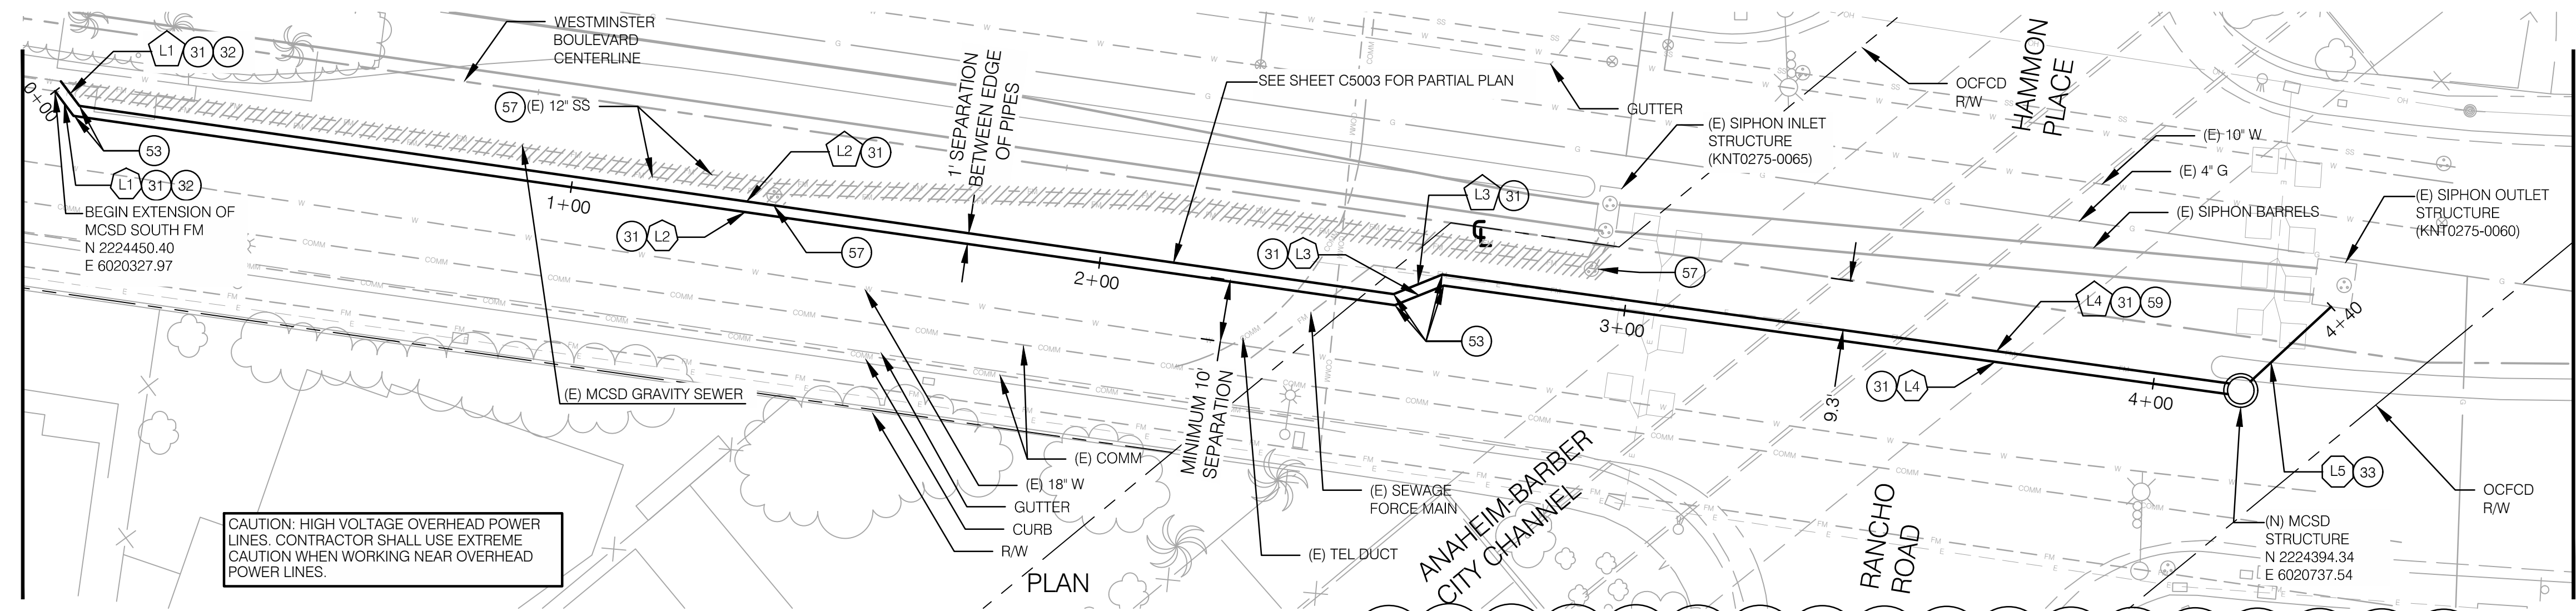 WESTMINSTER
BOULEVARD
CENTERLINE
L1 31 32
0+00
57 (E) 12" SS
53
L1 31 32
BEGIN EXTENSION OF
MCSD SOUTH FM
N 2224450.40
E 6020327.97
1+00
L2 31
31 L2
57
1' SEPARATION
BETWEEN EDGE
OF PIPES
SEE SHEET C5003 FOR PARTIAL PLAN
GUTTER
(E) SIPHON INLET
STRUCTURE
(KNT0275-0065)
OCFCD
R/W
HAMMON
PLACE
(E) 10" W
(E) 4" G
(E) SIPHON BARRELS
(E) SIPHON OUTLET
STRUCTURE
(KNT0275-0060)
2+00
L3 31
31 L3
℄
57
53
3+00
L4 31 59
31 L4
9.3'
4+00
4+40
L5 33
OCFCD
R/W
(N) MCSD
STRUCTURE
N 2224394.34
E 6020737.54
(E) MCSD GRAVITY SEWER
MINIMUM 10'
SEPARATION
(E) COMM
(E) 18" W
GUTTER
CURB
R/W
(E) SEWAGE
FORCE MAIN
(E) TEL DUCT
ANAHEIM-BARBER
CITY CHANNEL
RANCHO
ROAD
CAUTION: HIGH VOLTAGE OVERHEAD POWER
LINES. CONTRACTOR SHALL USE EXTREME
CAUTION WHEN WORKING NEAR OVERHEAD
POWER LINES.
PLAN